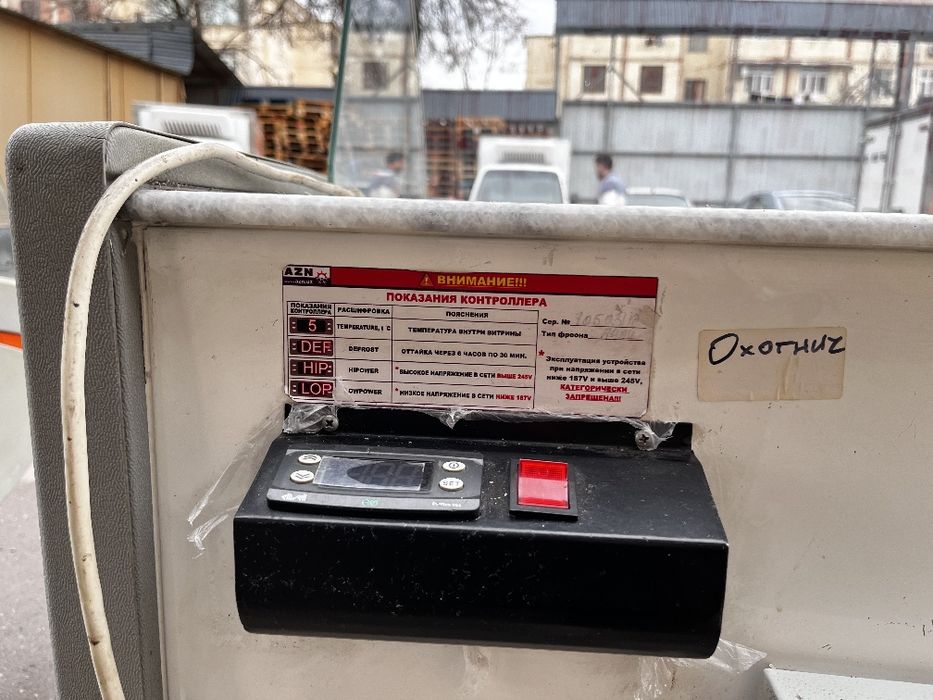 AZN
ВНИМАНИЕ!!!
ПОКАЗАНИЯ КОНТРОЛЛЕРА
ПОКАЗАНИЯ КОНТРОЛЛЕРА
РАСШИФРОВКА
ПОЯСНЕНИЯ
5
TEMPERATURE, t C
ТЕМПЕРАТУРА ВНУТРИ ВИТРИНЫ
DEF
DEFROST
ОТТАЙКА ЧЕРЕЗ 6 ЧАСОВ ПО 30 МИН.
HIP
HIPOWER
*ВЫСОКОЕ НАПРЯЖЕНИЕ В СЕТИ ВЫШЕ 245V
LOP
OWPOWER
*НИЗКОЕ НАПРЯЖЕНИЕ В СЕТИ НИЖЕ 187V
Сер. №
Тип фреона
*Эксплуатация устройства
при напряжении в сети
ниже 187V и выше 245V,
КАТЕГОРИЧЕСКИ
ЗАПРЕЩЕНА!!!
Охотнич
SET